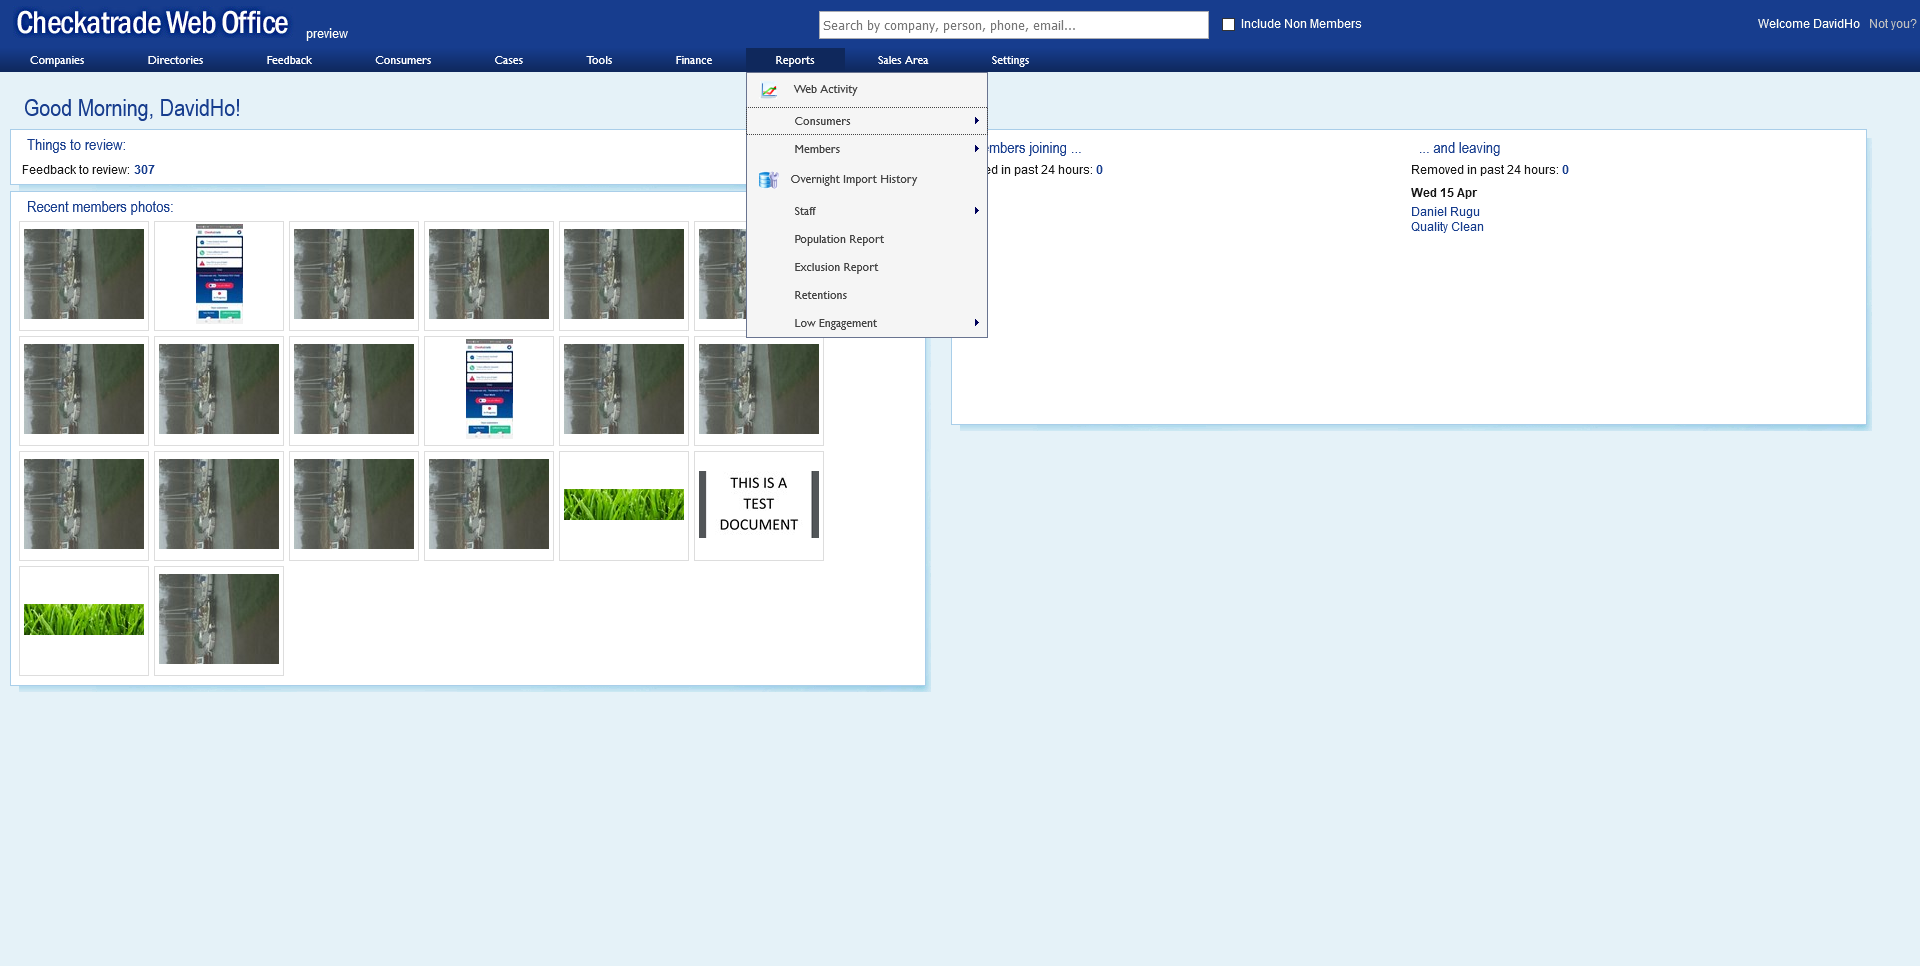 Checkatrade Web Office
preview
Search by company, person, phone, email...
Include Non Members
Welcome DavidHo Not you?
Companies Directories Feedback Consumers Cases Tools Finance Reports Sales Area Settings
Web Activity
Consumers
Members
Overnight Import History
Staff
Population Report
Exclusion Report
Retentions
Low Engagement
Good Morning, DavidHo!
Things to review:
Feedback to review: 307
Recent members photos:
THIS IS A
TEST
DOCUMENT
joining ...
in past 24 hours: 0
... and leaving
Removed in past 24 hours: 0
Wed 15 Apr
Daniel Rugu
Quality Clean